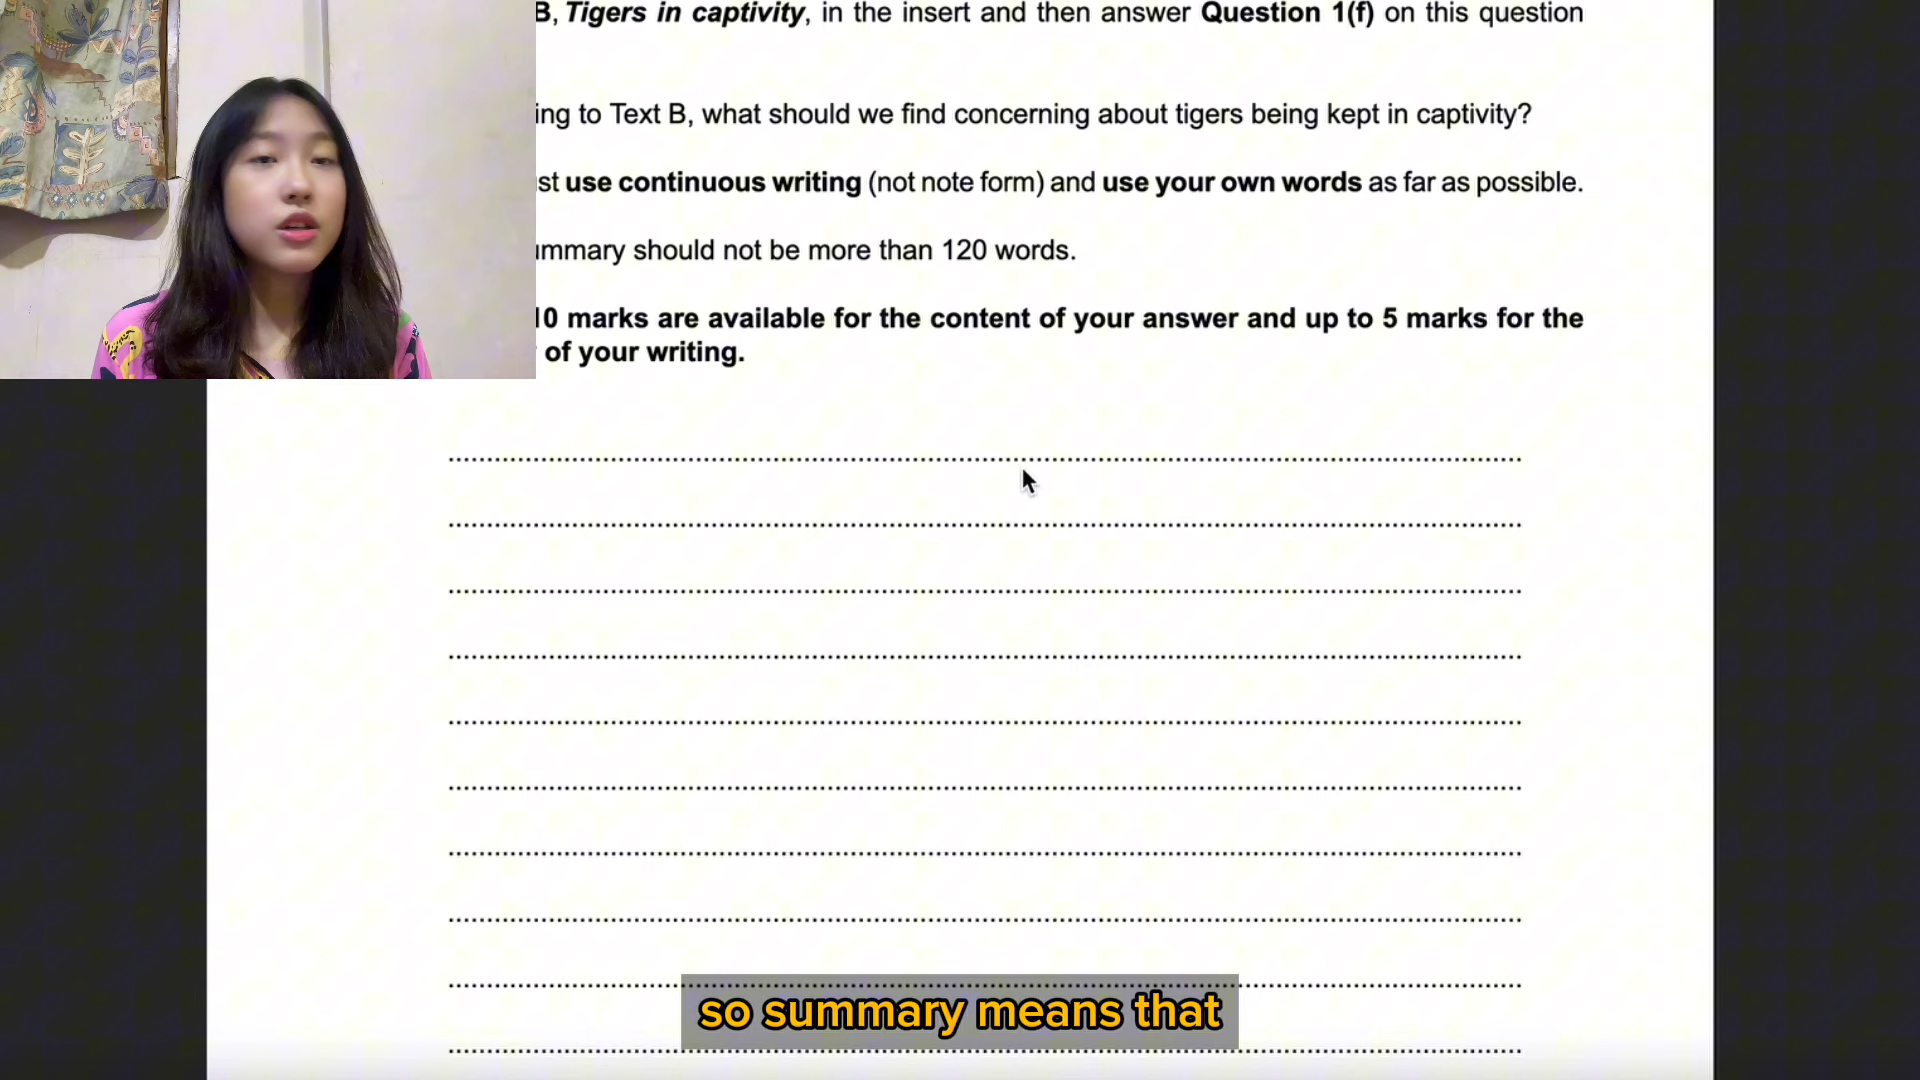 B, Tigers in captivity, in the insert and then answer Question 1(f) on this question
ing to Text B, what should we find concerning about tigers being kept in captivity?
st use continuous writing (not note form) and use your own words as far as possible.
ummary should not be more than 120 words.
10 marks are available for the content of your answer and up to 5 marks for the
of your writing.
so summary means that